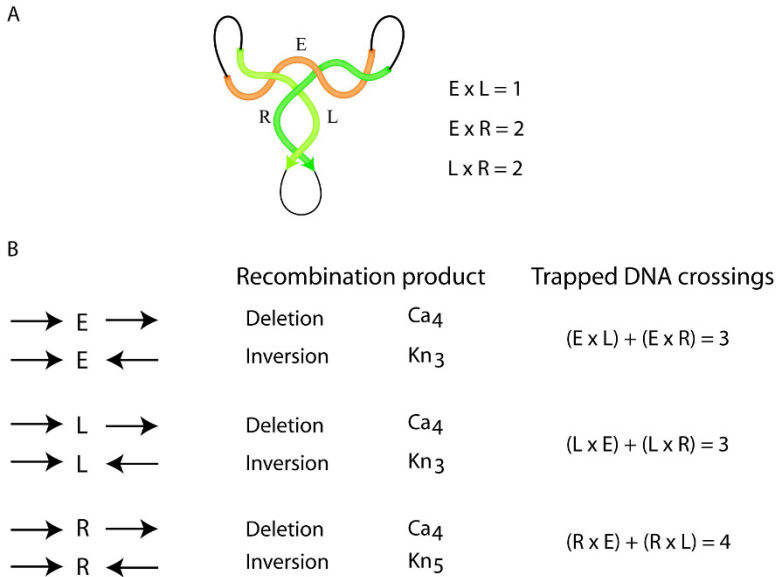 A
E
E x L = 1
R L
E x R = 2
L x R = 2
B
Recombination product Trapped DNA crossings
E Deletion Ca4
(E x L) + (E x R) = 3
E Inversion Kn3
L Deletion Ca4
(L x E) + (L x R) = 3
L Inversion Kn3
R Deletion Ca4
(R x E) + (R x L) = 4
R Inversion Kn5